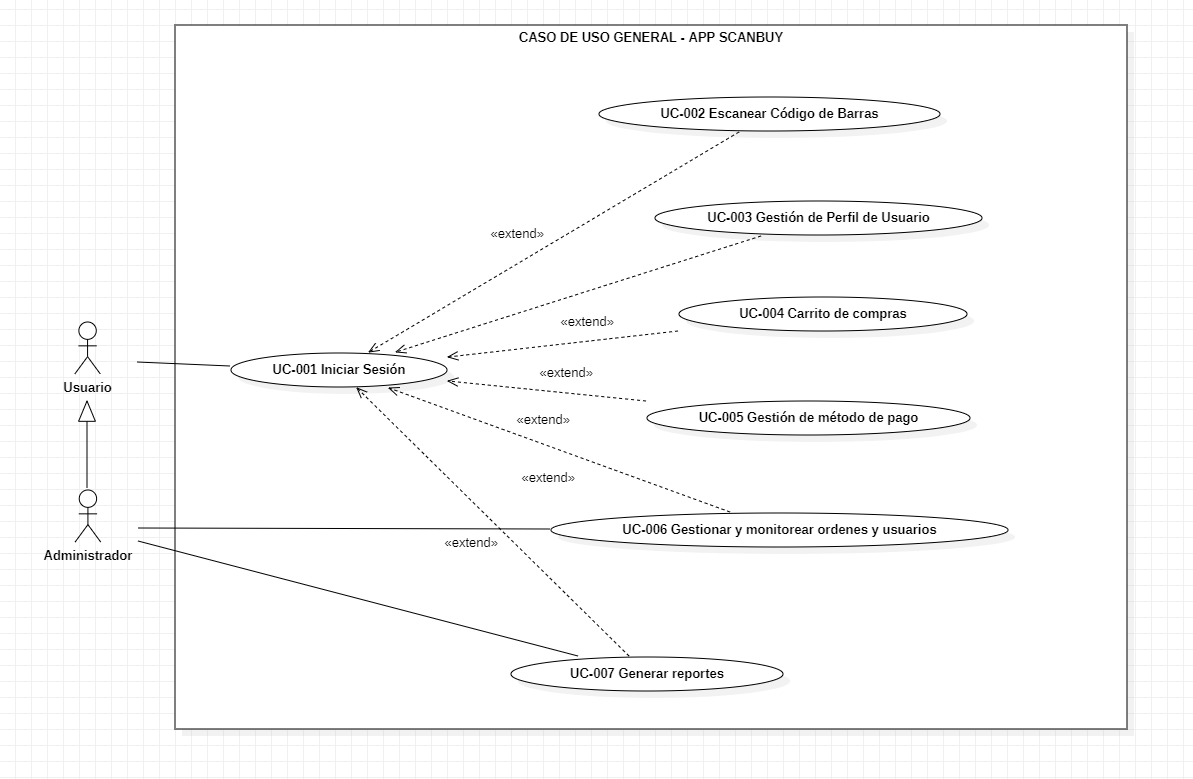 CASO DE USO GENERAL - APP SCANBUY
UC-002 Escanear Código de Barras
UC-003 Gestión de Perfil de Usuario
«extend»
UC-004 Carrito de compras
«extend»
UC-001 Iniciar Sesión
«extend»
Usuario
UC-005 Gestión de método de pago
«extend»
«extend»
UC-006 Gestionar y monitorear ordenes y usuarios
«extend»
Administrador
UC-007 Generar reportes